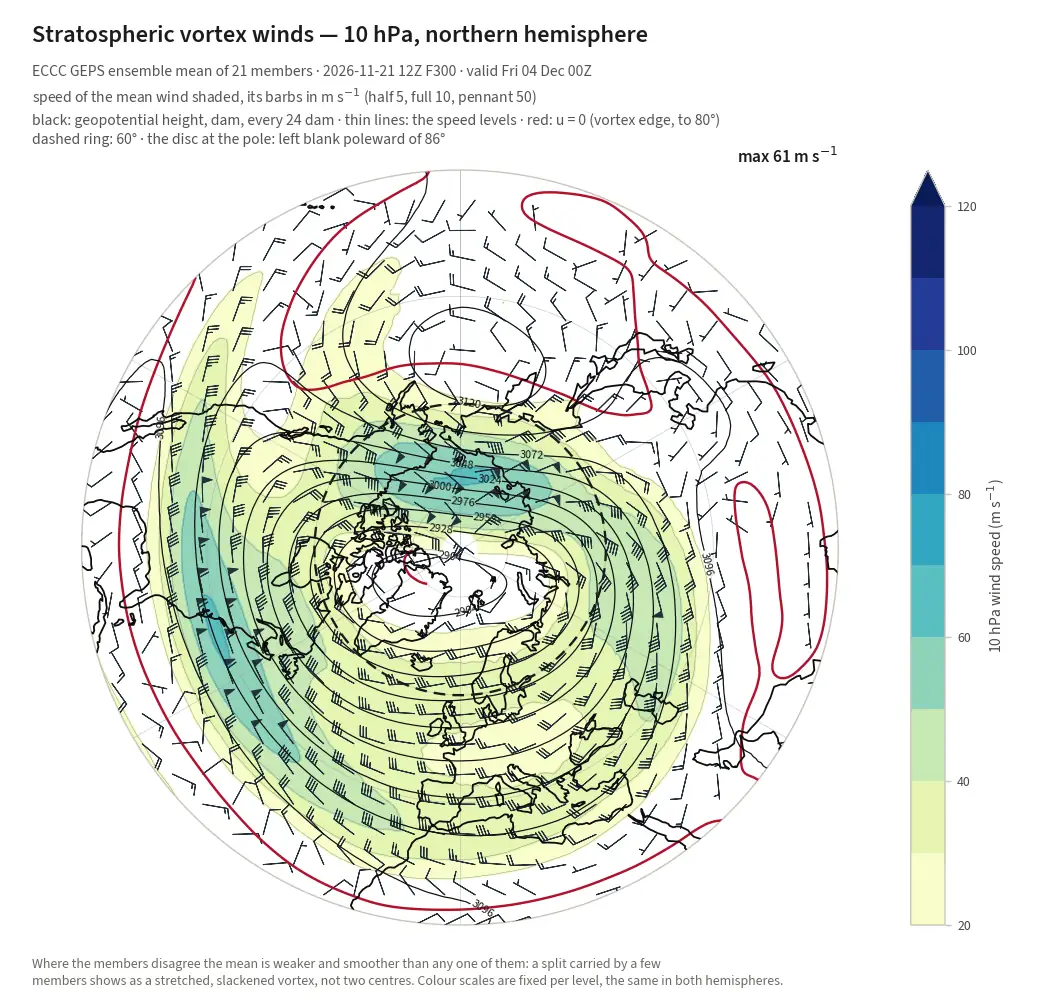 Stratospheric vortex winds — 10 hPa, northern hemisphere
ECCC GEPS ensemble mean of 21 members · 2026-11-21 12Z F300 · valid Fri 04 Dec 00Z
speed of the mean wind shaded, its barbs in m s⁻¹ (half 5, full 10, pennant 50)
black: geopotential height, dam, every 24 dam · thin lines: the speed levels · red: u = 0 (vortex edge, to 80°)
dashed ring: 60° · the disc at the pole: left blank poleward of 86°
max 61 m s⁻¹
120
100
80
60
40
20
10 hPa wind speed (m s⁻¹)
3120
3096
3072
3048
3024
3000
2976
2928
3096
3096
Where the members disagree the mean is weaker and smoother than any one of them: a split carried by a few
members shows as a stretched, slackened vortex, not two centres. Colour scales are fixed per level, the same in both hemispheres.